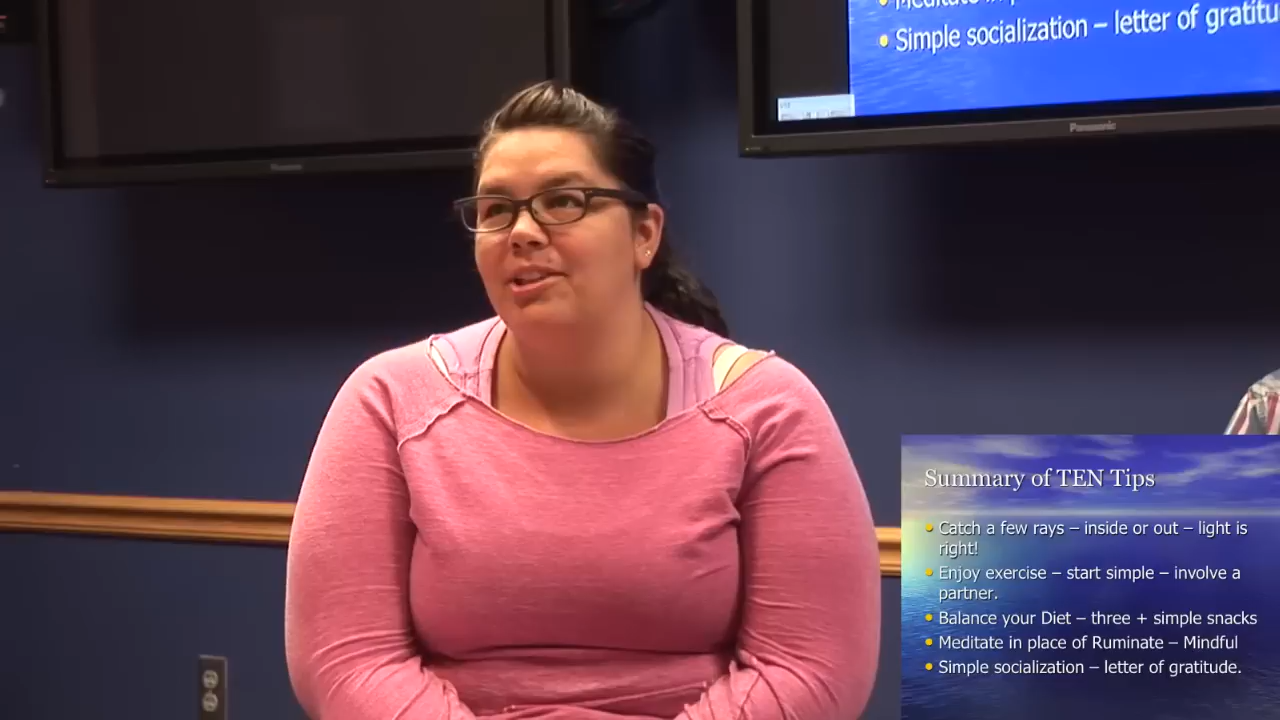 Meditate in
Simple socialization – letter of gratitu
Panasonic
Summary of TEN Tips
• Catch a few rays – inside or out – light is
right!
• Enjoy exercise – start simple – involve a
partner.
• Balance your Diet – three + simple snacks
• Meditate in place of Ruminate – Mindful
• Simple socialization – letter of gratitude.